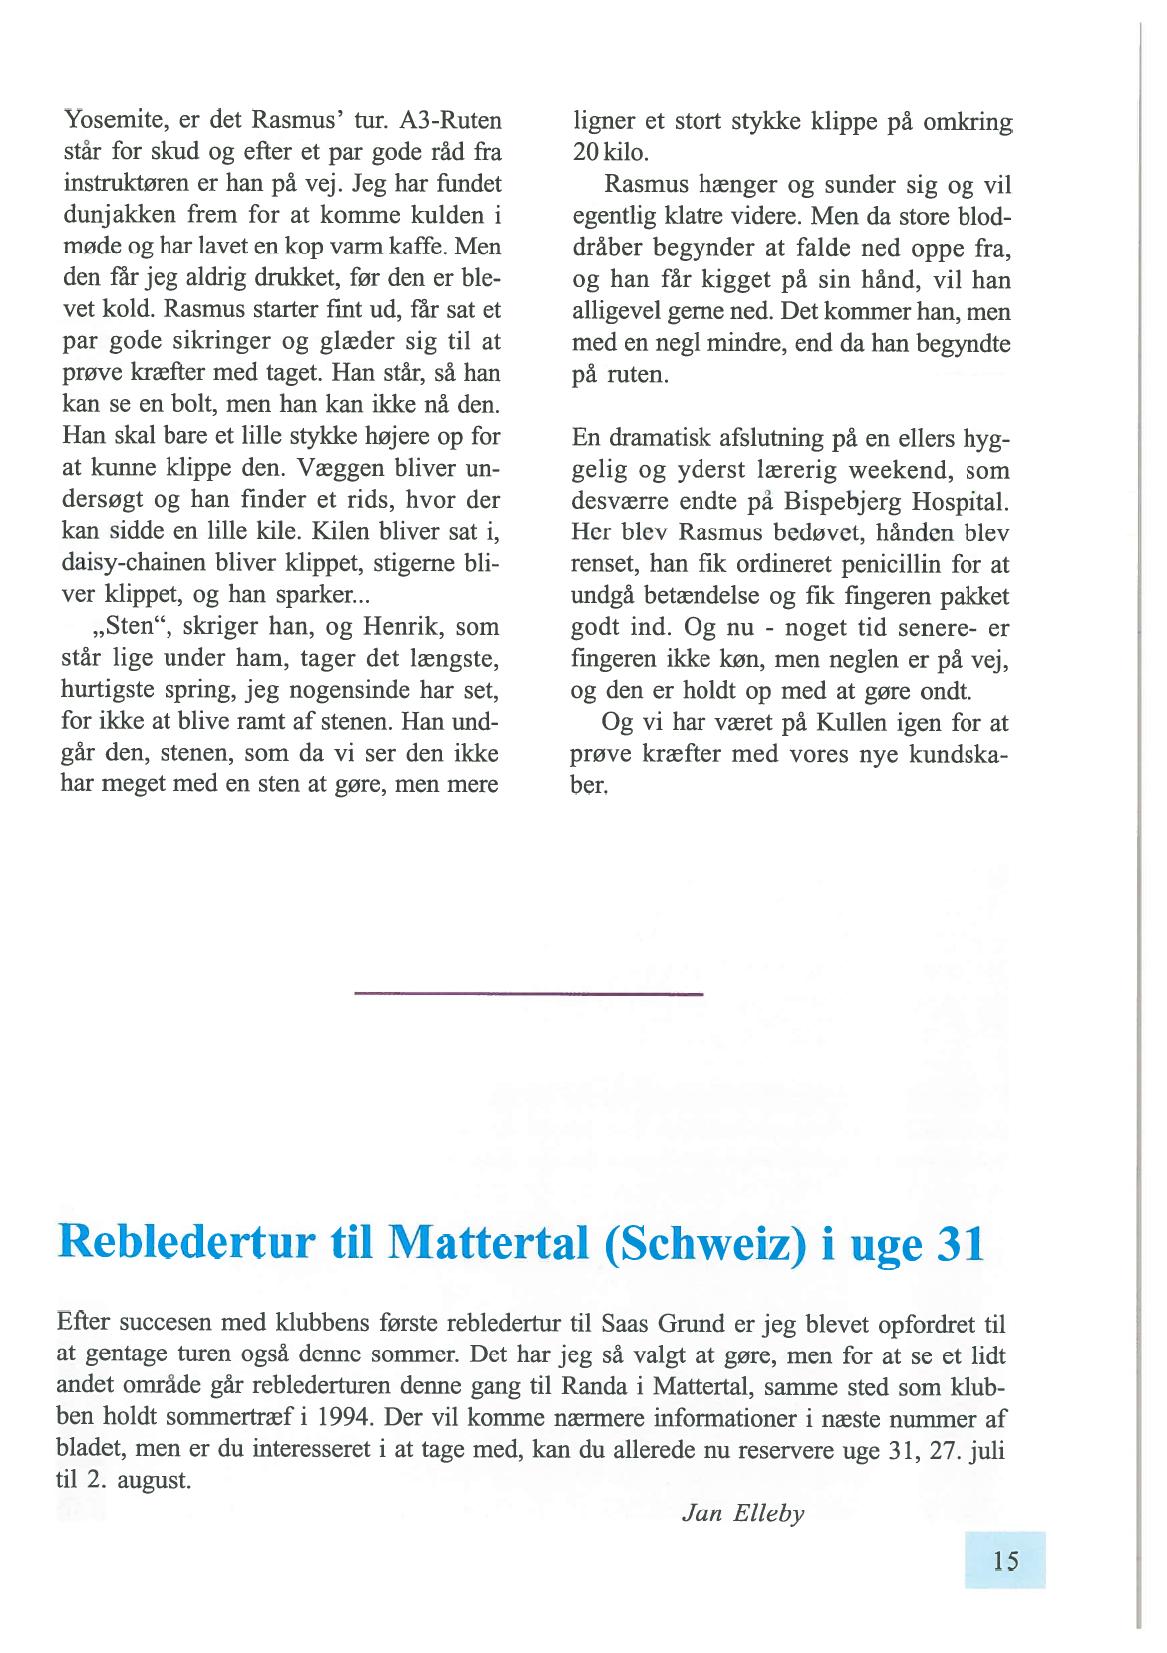 Yosemite, er det Rasmus’ tur. A3-Ruten
står for skud og efter et par gode råd fra
instruktøren er han på vej. Jeg har fundet
dunjakken frem for at komme kulden i
møde og har lavet en kop varm kaffe. Men
den får jeg aldrig drukket, før den er ble-
vet kold. Rasmus starter fint ud, får sat et
par gode sikringer og glæder sig til at
prøve kræfter med taget. Han står, så han
kan se en bolt, men han kan ikke nå den.
Han skal bare et lille stykke højere op for
at kunne klippe den. Væggen bliver un-
dersøgt og han finder et rids, hvor der
kan sidde en lille kile. Kilen bliver sat i,
daisy-chainen bliver klippet, stigerne bli-
ver klippet, og han sparker...
„Sten“, skriger han, og Henrik, som
står lige under ham, tager det længste,
hurtigste spring, jeg nogensinde har set,
for ikke at blive ramt af stenen. Han und-
går den, stenen, som da vi ser den ikke
har meget med en sten at gøre, men mere
ligner et stort stykke klippe på omkring
20 kilo.
Rasmus hænger og sunder sig og vil
egentlig klatre videre. Men da store blod-
dråber begynder at falde ned oppe fra,
og han får kigget på sin hånd, vil han
alligevel gerne ned. Det kommer han, men
med en negl mindre, end da han begyndte
på ruten.
En dramatisk afslutning på en ellers hyg-
gelig og yderst lærerig weekend, som
desværre endte på Bispebjerg Hospital.
Her blev Rasmus bedøvet, hånden blev
renset, han fik ordineret penicillin for at
undgå betændelse og fik fingeren pakket
godt ind. Og nu - noget tid senere- er
fingeren ikke køn, men neglen er på vej,
og den er holdt op med at gøre ondt.
Og vi har været på Kullen igen for at
prøve kræfter med vores nye kundska-
ber.
Rebledertur til Mattertal (Schweiz) i uge 31
Efter succesen med klubbens første rebledertur til Saas Grund er jeg blevet opfordret til
at gentage turen også denne sommer. Det har jeg så valgt at gøre, men for at se et lidt
andet område går reblederturen denne gang til Randa i Mattertal, samme sted som klub-
ben holdt sommertræf i 1994. Der vil komme nærmere informationer i næste nummer af
bladet, men er du interesseret i at tage med, kan du allerede nu reservere uge 31, 27. juli
til 2. august.
Jan Elleby
15